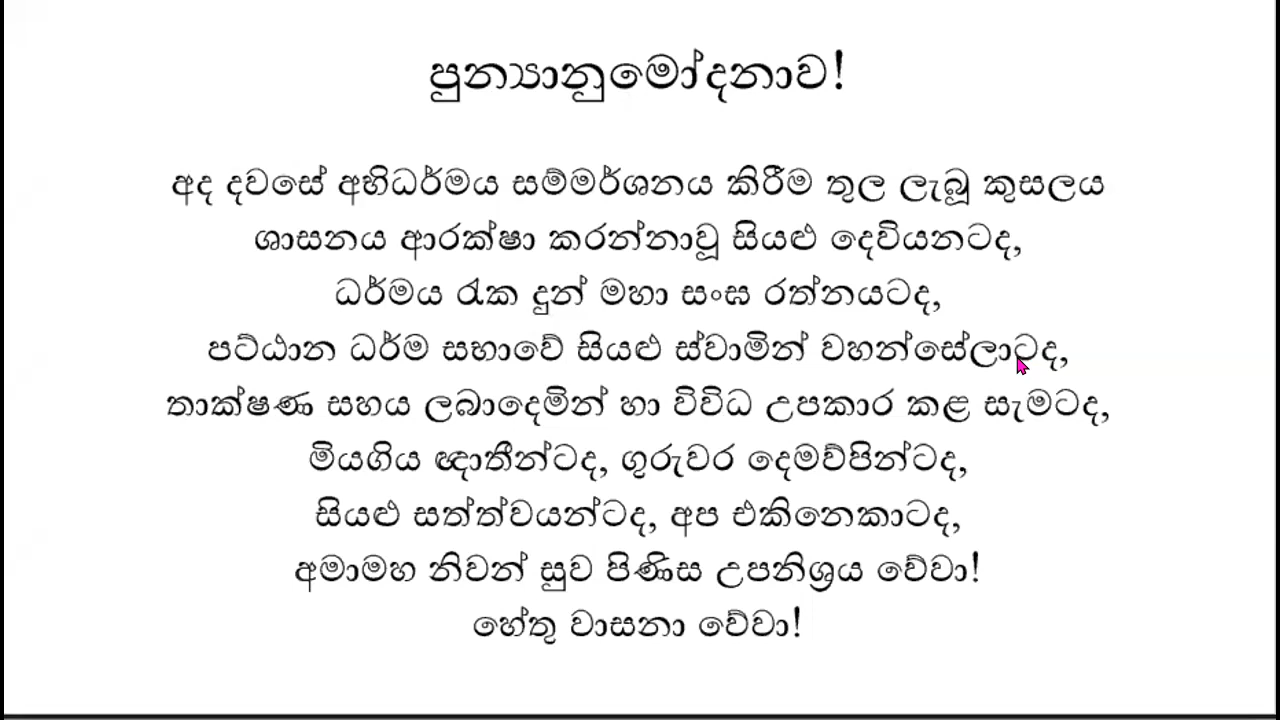 පුන්‍යානුමෝදනාව!
අද දවසේ අභිධර්මය සම්මර්ශනය කිරීම තුල ලැබූ කුසලය
ශාසනය ආරක්ෂා කරන්නාවූ සියළු දෙවියනටද,
ධර්මය රැක දුන් මහා සංඝ රත්නයටද,
පට්ඨාන ධර්ම සභාවේ සියළු ස්වාමින් වහන්සේලාටද,
තාක්ෂණ සහය ලබාදෙමින් හා විවිධ උපකාර කළ සැමටද,
මියගිය ඥාතීන්ටද, ගුරුවර දෙමව්පින්ටද,
සියළු සත්ත්වයන්ටද, අප එකිනෙකාටද,
අමාමහ නිවන් සුව පිණිස උපනිශ්‍රය වේවා!
හේතු වාසනා වේවා!